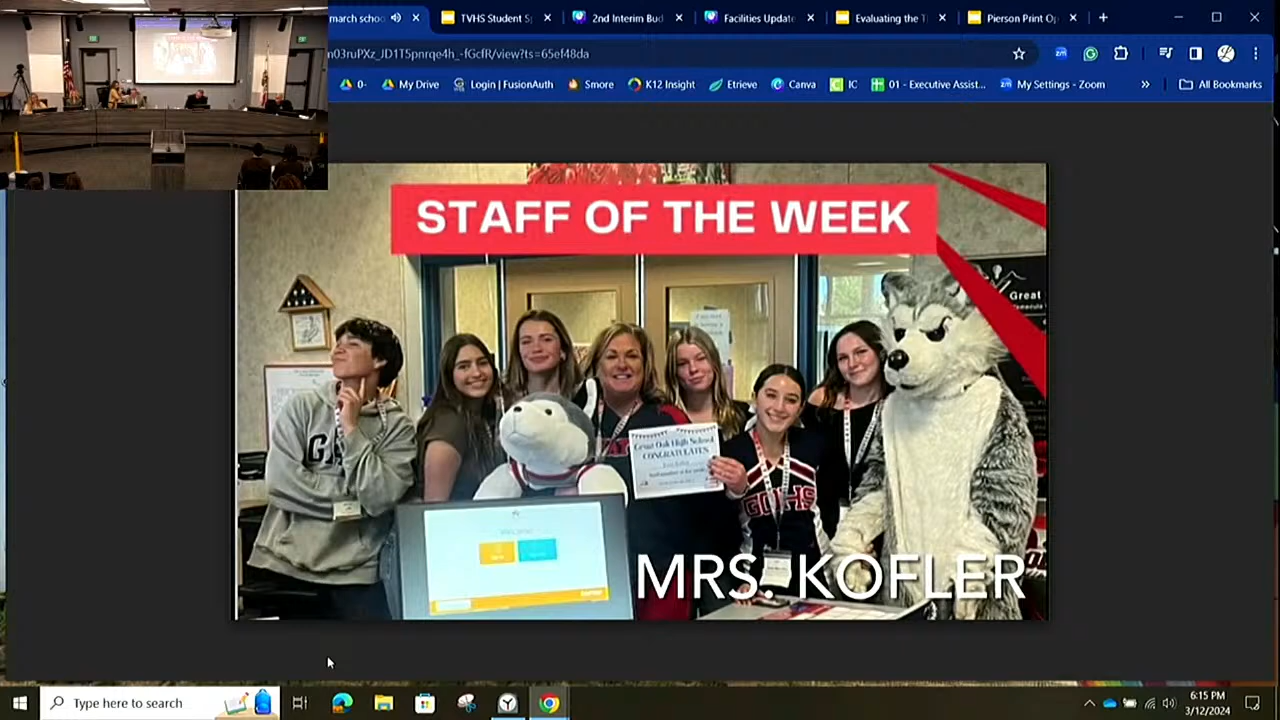 march schoo
TVHS Student S
2nd Interim B
Facilities Update
Evaluating the
Pierson Print Op
n03ruPXz_JD1T5pnrqe4h_-fGcfR/view?ts=65ef48da
0-
My Drive
Login | FusionAuth
Smore
K12 Insight
Etrieve
Canva
IC
01 - Executive Assist...
My Settings - Zoom
»
All Bookmarks
STAFF OF THE WEEK
Great
Great Oak High School
CONGRATULATES
GOHS
MRS. KOFLER
Type here to search
6:15 PM
3/12/2024